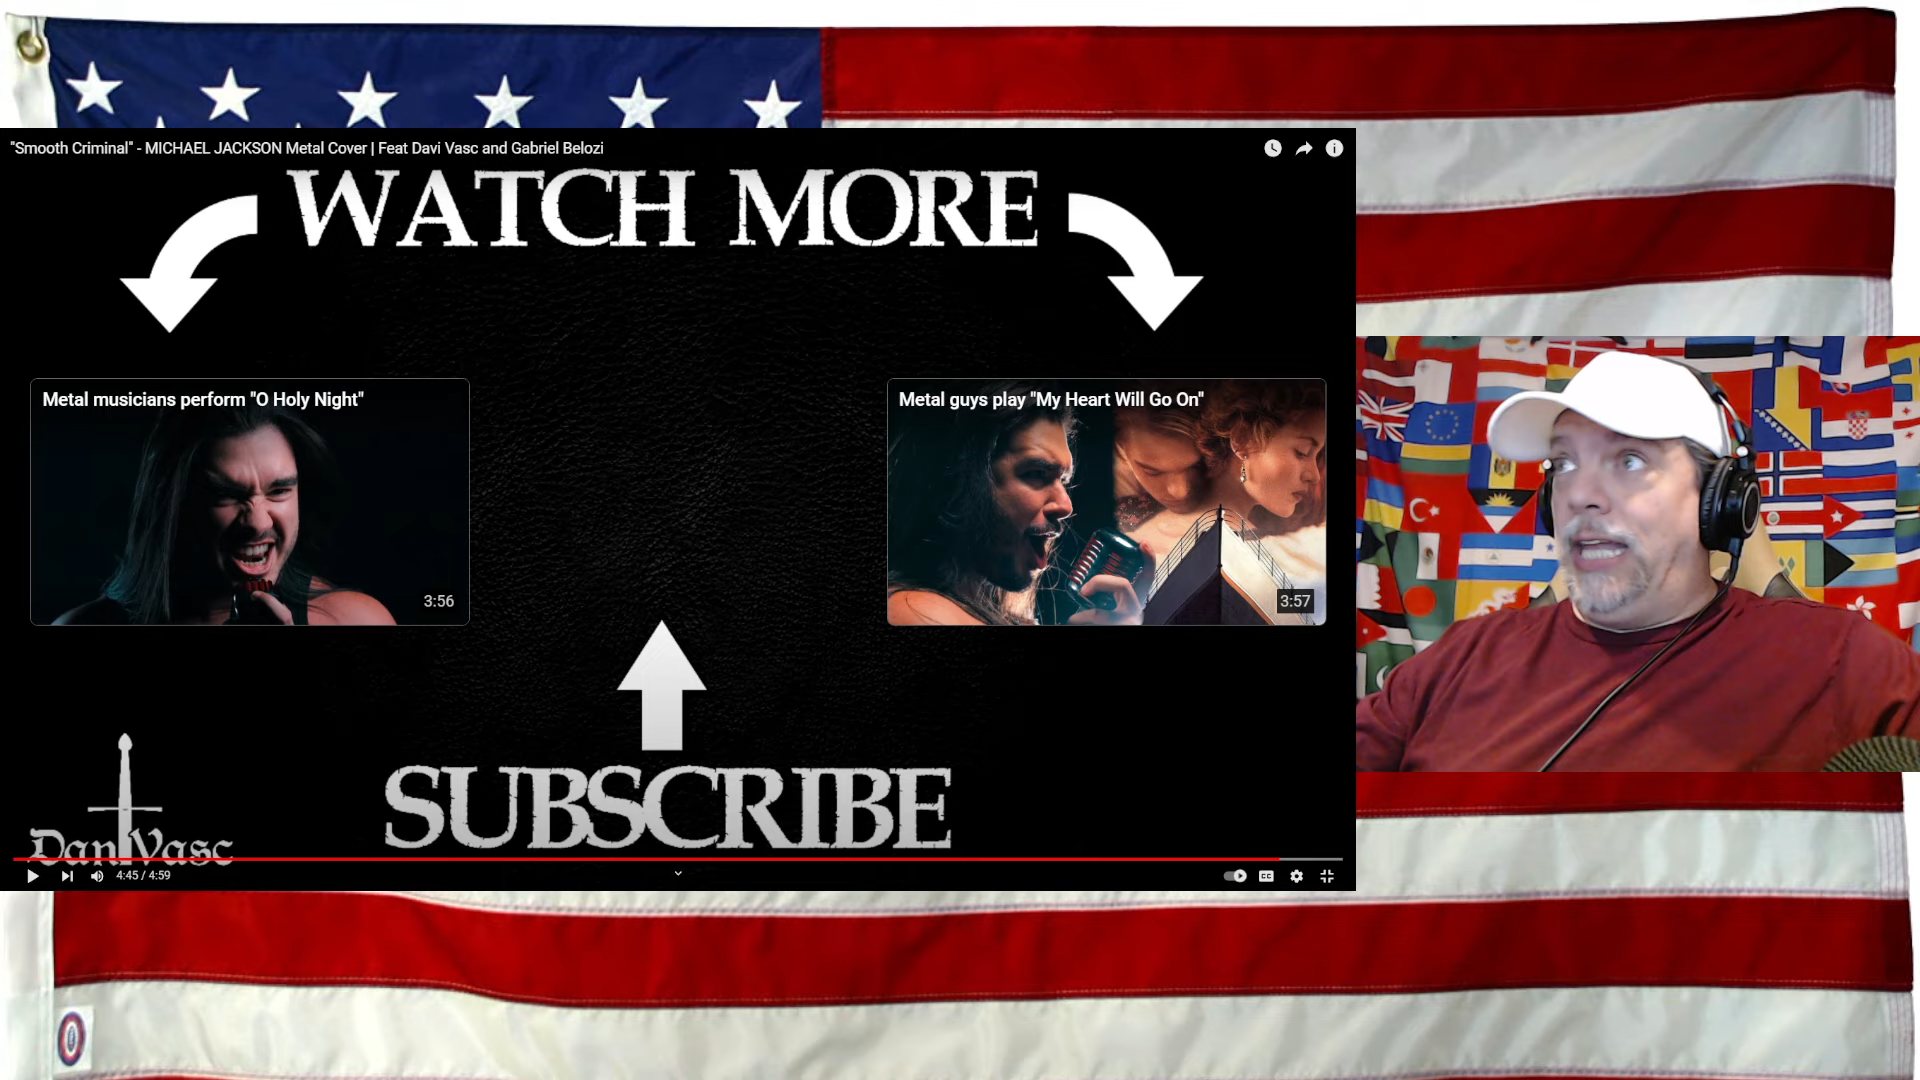 "Smooth Criminal" - MICHAEL JACKSON Metal Cover | Feat Davi Vasc and Gabriel Belozi
WATCH MORE
Metal musicians perform "O Holy Night"
3:56
Metal guys play "My Heart Will Go On"
3:57
SUBSCRIBE
Dan Vasc
4:45 / 4:59
CC